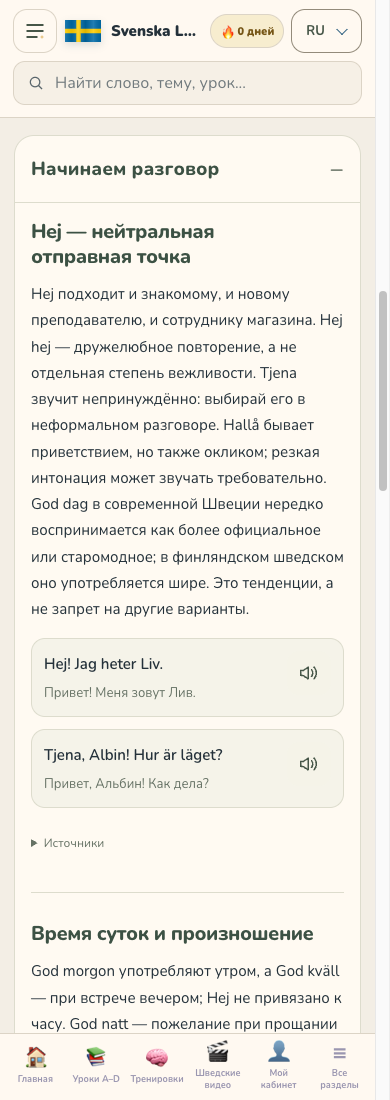 Svenska L...
🔥 0 дней
RU
Найти слово, тему, урок...
Начинаем разговор
Hej — нейтральная
отправная точка
Hej подходит и знакомому, и новому
преподавателю, и сотруднику магазина. Hej
hej — дружелюбное повторение, а не
отдельная степень вежливости. Tjena
звучит непринуждённо: выбирай его в
неформальном разговоре. Hallå бывает
приветствием, но также окликом; резкая
интонация может звучать требовательно.
God dag в современной Швеции нередко
воспринимается как более официальное
или старомодное; в финляндском шведском
оно употребляется шире. Это тенденции, а
не запрет на другие варианты.
Hej! Jag heter Liv.
Привет! Меня зовут Лив.
Tjena, Albin! Hur är läget?
Привет, Альбин! Как дела?
Источники
Время суток и произношение
God morgon употребляют утром, а God kväll
— при встрече вечером; Hej не привязано к
часу. God natt — пожелание при прощании
Главная
Уроки A–D
Тренировки
Шведские
видео
Мой
кабинет
Все
разделы